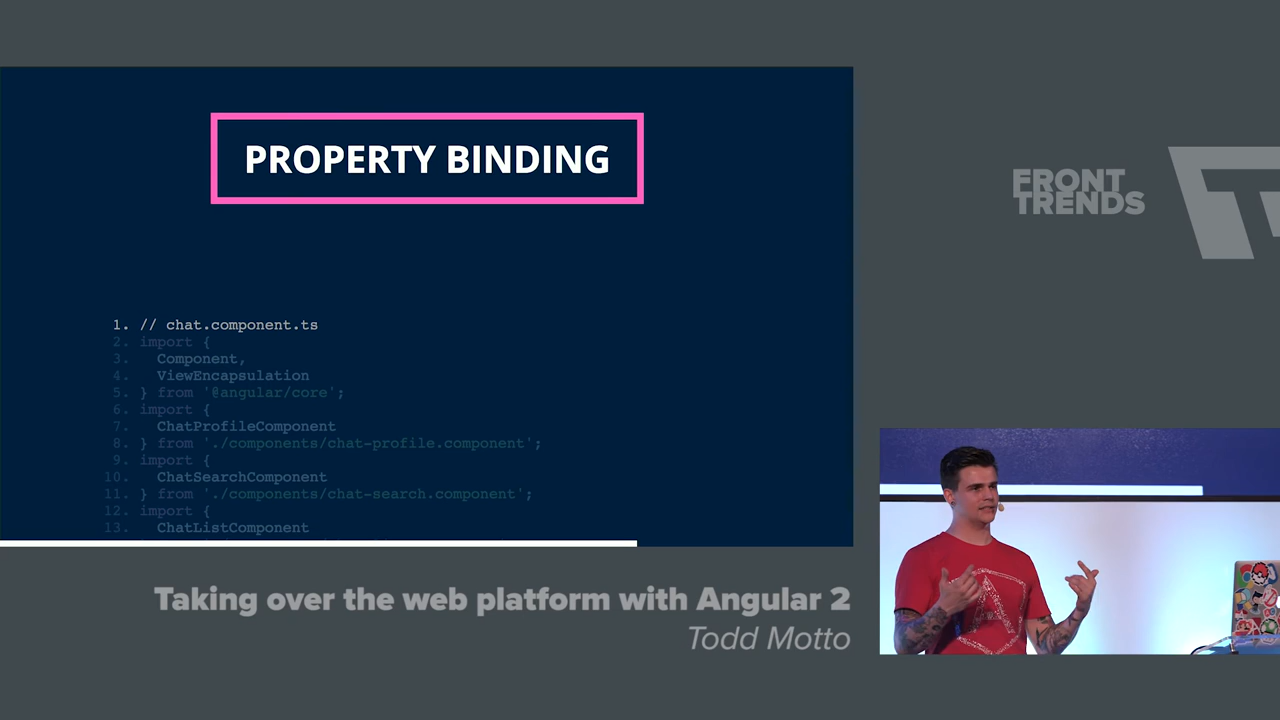 PROPERTY BINDING
1. // chat.component.ts
2. import {
3. Component,
4. ViewEncapsulation
5. } from '@angular/core';
6. import {
7. ChatProfileComponent
8. } from './components/chat-profile.component';
9. import {
10. ChatSearchComponent
11. } from './components/chat-search.component';
12. import {
13. ChatListComponent
FRONT
TRENDS
Taking over the web platform with Angular 2
Todd Motto